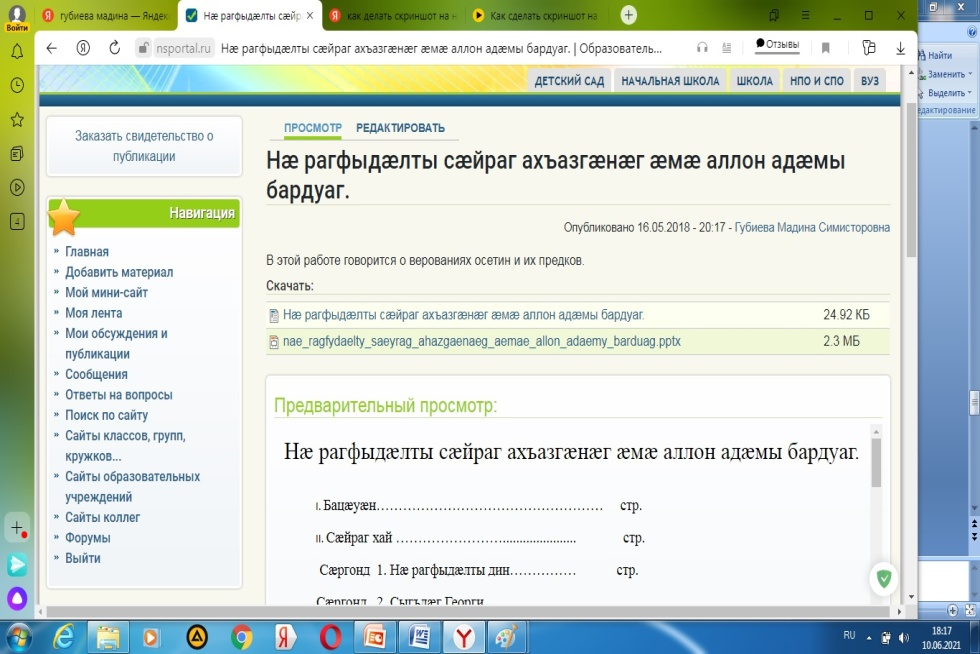 губиева мадина — Яндек
Нæ рагфыдæлты сæйр
как делать скриншот на н
Как сделать скриншот на
Войти
nsportal.ru
Нæ рагфыдæлты сæйраг ахъазгæнæг æмæ аллон адæмы бардуаг. | Образователь...
Отзывы
Найти
Заменить
Выделить
едактирование
ДЕТСКИЙ САД
НАЧАЛЬНАЯ ШКОЛА
ШКОЛА
НПО И СПО
ВУЗ
Заказать свидетельство о
публикации
Навигация
Главная
Добавить материал
Мой мини-сайт
Моя лента
Мои обсуждения и
публикации
Сообщения
Ответы на вопросы
Поиск по сайту
Сайты классов, групп,
кружков...
Сайты образовательных
учреждений
Сайты коллег
Форумы
Выйти
ПРОСМОТР
РЕДАКТИРОВАТЬ
Нæ рагфыдæлты сæйраг ахъазгæнæг æмæ аллон адæмы
бардуаг.
Опубликовано 16.05.2018 - 20:17 - Губиева Мадина Симисторовна
В этой работе говорится о верованиях осетин и их предков.
Скачать:
Нæ рагфыдæлты сæйраг ахъазгæнæг æмæ аллон адæмы бардуаг. 24.92 КБ
nae_ragfydaelty_saeyrag_ahazgaenaeg_aemae_allon_adaemy_barduag.pptx 2.3 МБ
Предварительный просмотр:
Нæ рагфыдæлты сæйраг ахъазгæнæг æмæ аллон адæмы бардуаг.
I. Бацæуæн………………………………………… стр.
II. Сæйраг хай …………………….................... стр.
Сæргонд 1. Нæ рагфыдæлты дин…………… стр.
Сæргонд 2. Сыгъдæг Георги
4
RU
18:17
10.06.2021